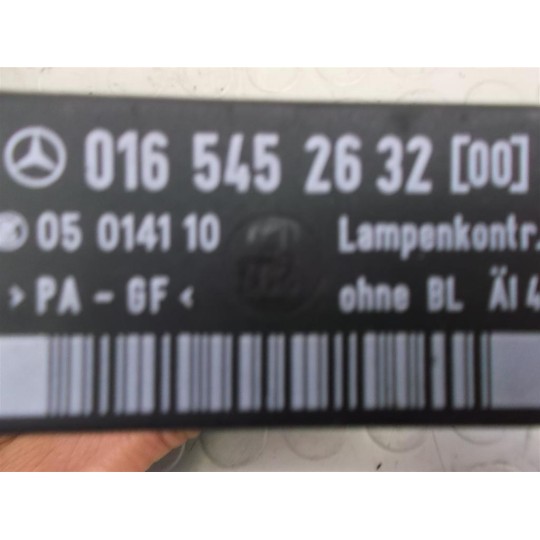 016 545 26 32 [00]
05 0141 10 Lampenkontr.
> PA - GF < ohne BL ÄI 4